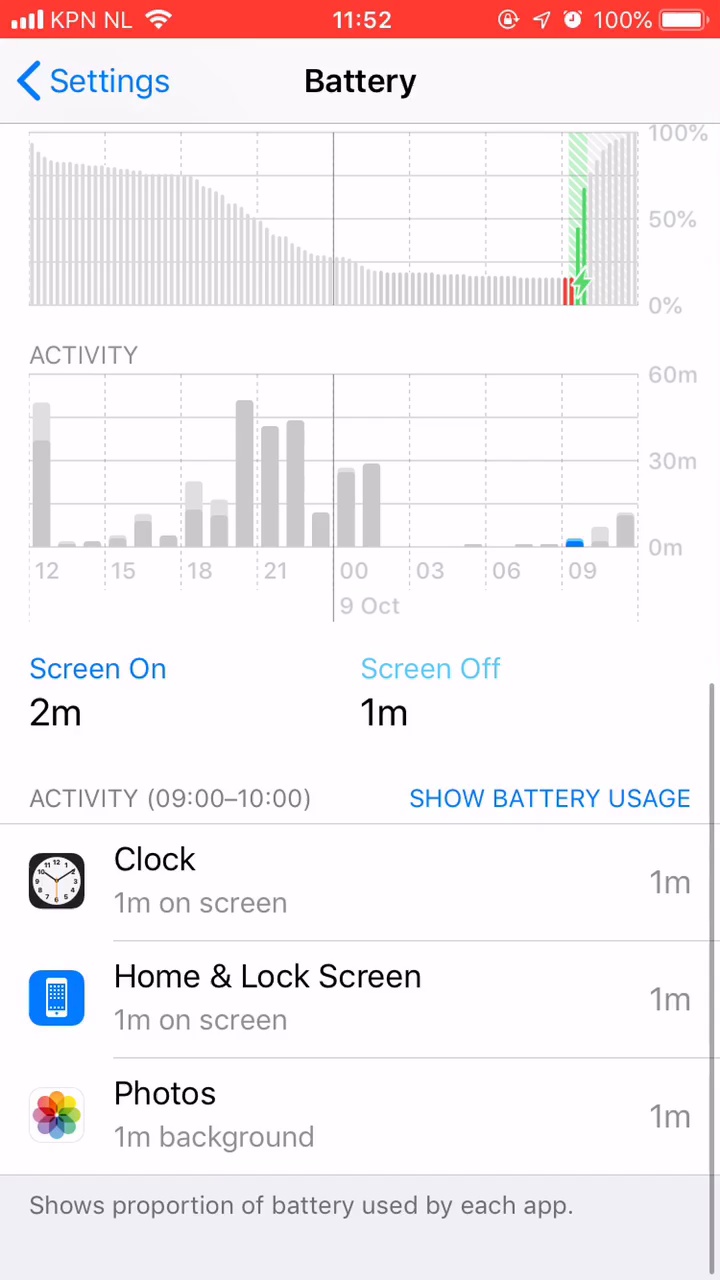 KPN NL 11:52 100%
Settings Battery
100%
50%
0%
ACTIVITY
60m
30m
0m
12 15 18 21 00 03 06 09
9 Oct
Screen On Screen Off
2m 1m
ACTIVITY (09:00–10:00) SHOW BATTERY USAGE
Clock
1m on screen 1m
Home & Lock Screen
1m on screen 1m
Photos
1m background 1m
Shows proportion of battery used by each app.